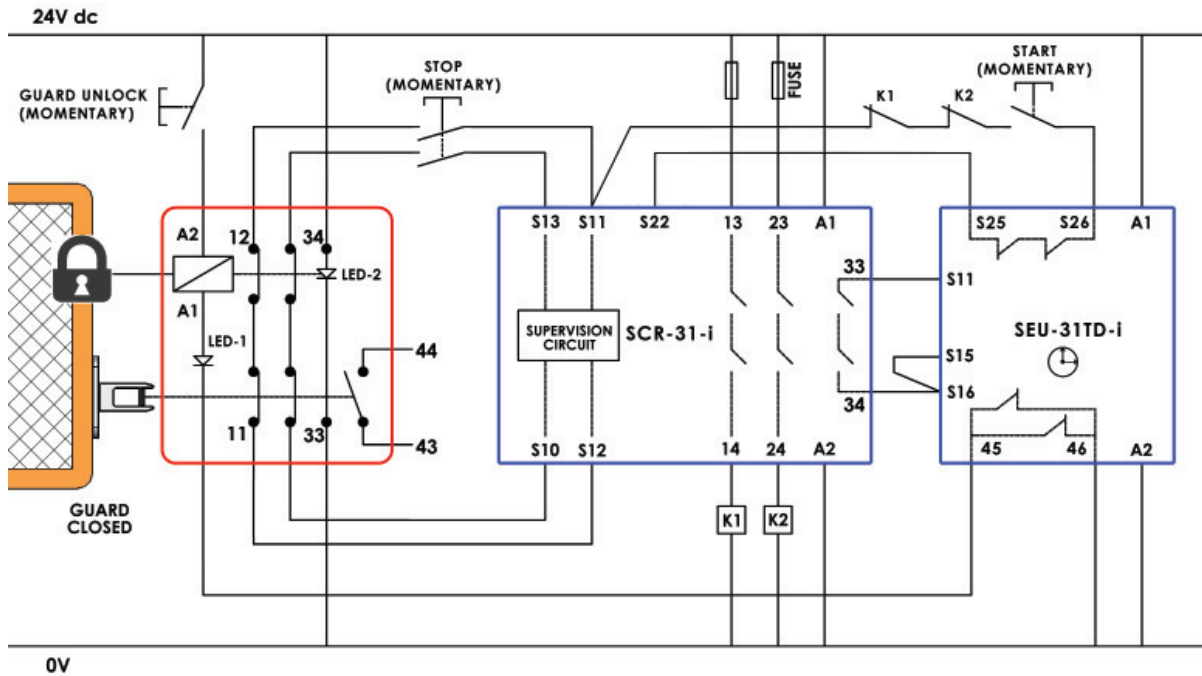 24V dc
GUARD UNLOCK
(MOMENTARY)
STOP
(MOMENTARY)
FUSE
K1
K2
START
(MOMENTARY)
A2
12
34
LED-2
A1
LED-1
44
11
33
43
GUARD
CLOSED
S13
S11
S22
13
23
A1
33
SUPERVISION
CIRCUIT
SCR-31-i
34
S10
S12
14
24
A2
K1
K2
S25
S26
A1
S11
SEU-31TD-i
S15
S16
45
46
A2
0V